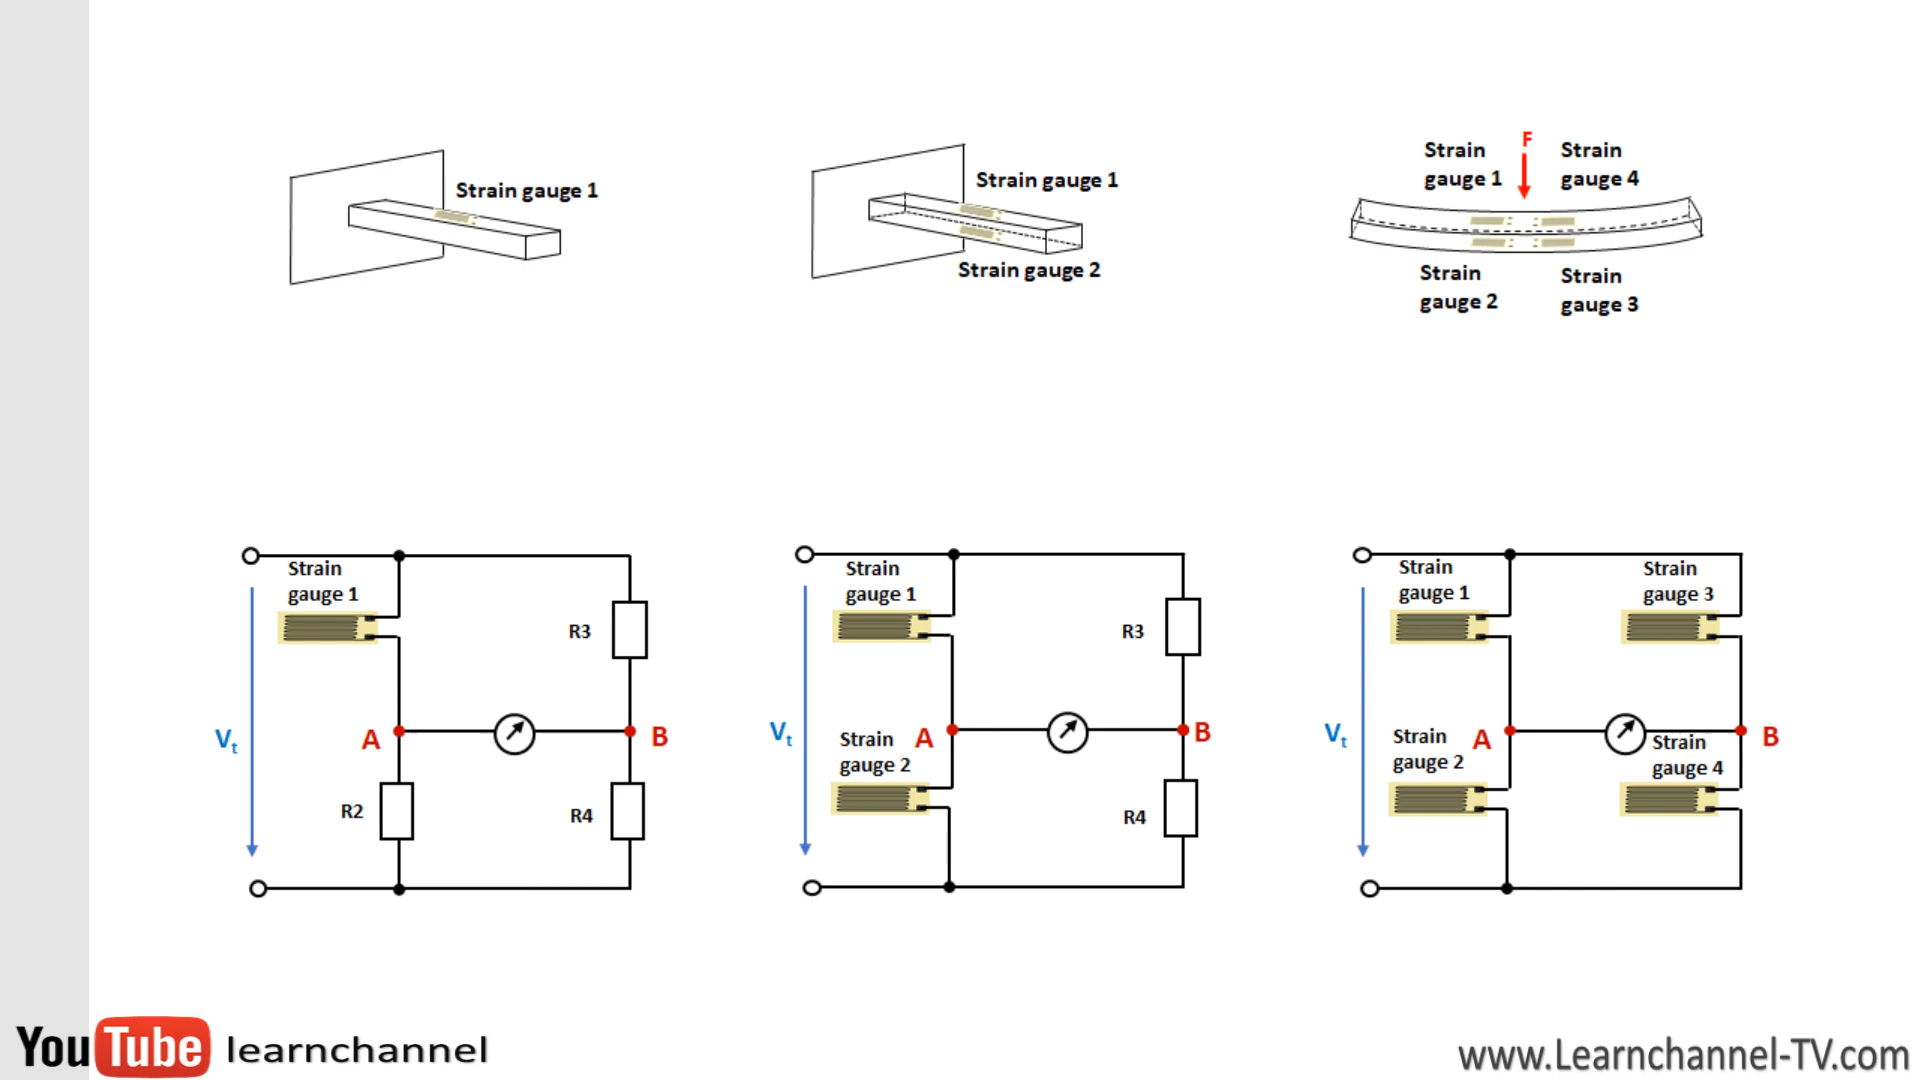 Strain gauge 1
Strain gauge 1
Strain gauge 2
F
Strain
gauge 1
Strain
gauge 4
Strain
gauge 2
Strain
gauge 3
Strain
gauge 1
R3
Vt
A
B
R2
R4
Strain
gauge 1
R3
Vt
Strain
gauge 2
A
B
R4
Strain
gauge 1
Strain
gauge 3
Vt
Strain
gauge 2
A
B
Strain
gauge 4
YouTube learnchannel
www.Learnchannel-TV.com